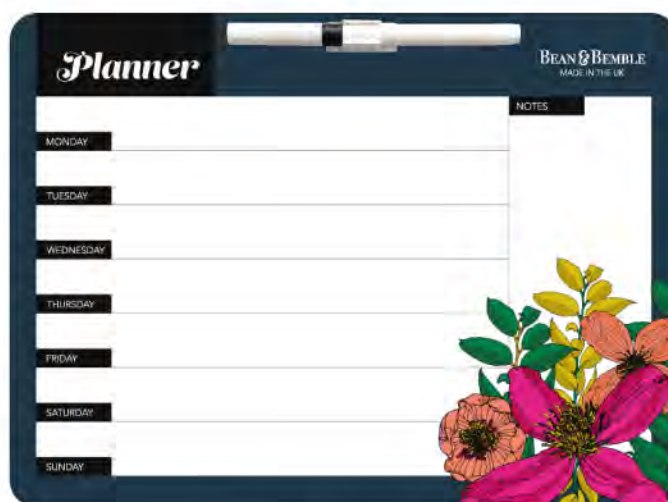 Planner
BEAN & BEMBLE
MADE IN THE UK
NOTES
MONDAY
TUESDAY
WEDNESDAY
THURSDAY
FRIDAY
SATURDAY
SUNDAY